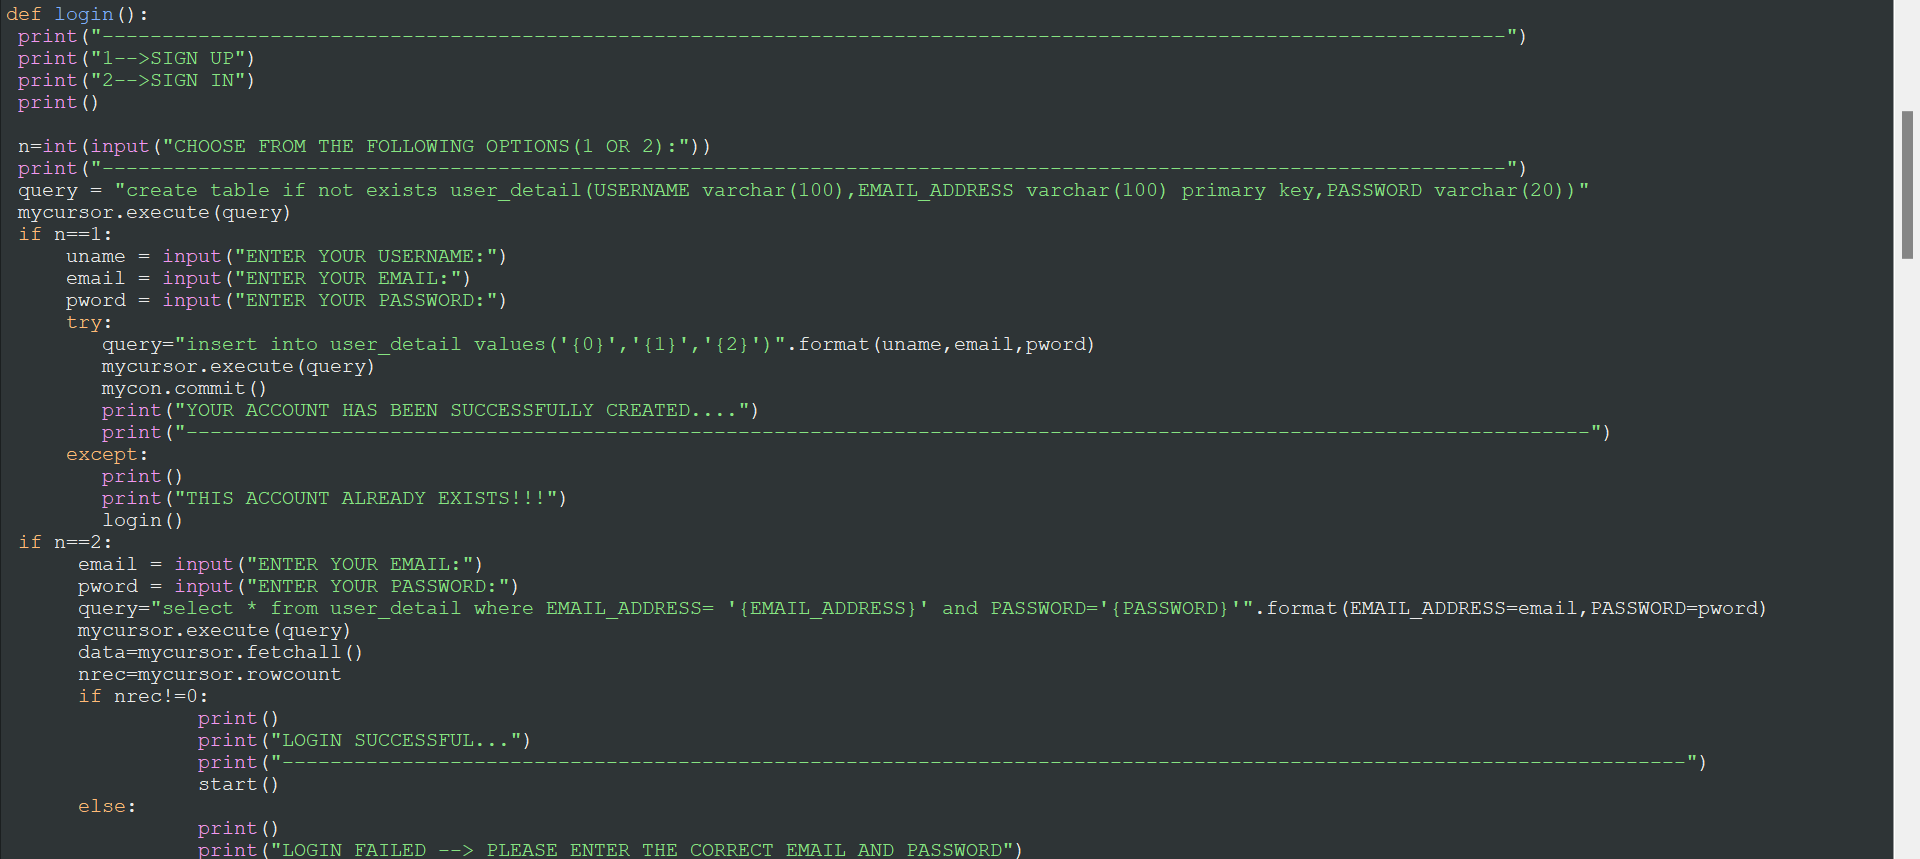 def login():
 print("---------------------------------------------------------------------------------------------------------------------")
 print("1-->SIGN UP")
 print("2-->SIGN IN")
 print()

 n=int(input("CHOOSE FROM THE FOLLOWING OPTIONS(1 OR 2):"))
 print("---------------------------------------------------------------------------------------------------------------------")
 query = "create table if not exists user_detail(USERNAME varchar(100),EMAIL_ADDRESS varchar(100) primary key,PASSWORD varchar(20))"
 mycursor.execute(query)
 if n==1:
     uname = input("ENTER YOUR USERNAME:")
     email = input("ENTER YOUR EMAIL:")
     pword = input("ENTER YOUR PASSWORD:")
     try:
        query="insert into user_detail values('{0}','{1}','{2}')".format(uname,email,pword)
        mycursor.execute(query)
        mycon.commit()
        print("YOUR ACCOUNT HAS BEEN SUCCESSFULLY CREATED....")
        print("---------------------------------------------------------------------------------------------------------------------")
     except:
        print()
        print("THIS ACCOUNT ALREADY EXISTS!!!")
        login()
 if n==2:
      email = input("ENTER YOUR EMAIL:")
      pword = input("ENTER YOUR PASSWORD:")
      query="select * from user_detail where EMAIL_ADDRESS= '{EMAIL_ADDRESS}' and PASSWORD='{PASSWORD}'".format(EMAIL_ADDRESS=email,PASSWORD=pword)
      mycursor.execute(query)
      data=mycursor.fetchall()
      nrec=mycursor.rowcount
      if nrec!=0:
                print()
                print("LOGIN SUCCESSFUL...")
                print("---------------------------------------------------------------------------------------------------------------------")
                start()
      else:
                print()
                print("LOGIN FAILED --> PLEASE ENTER THE CORRECT EMAIL AND PASSWORD")